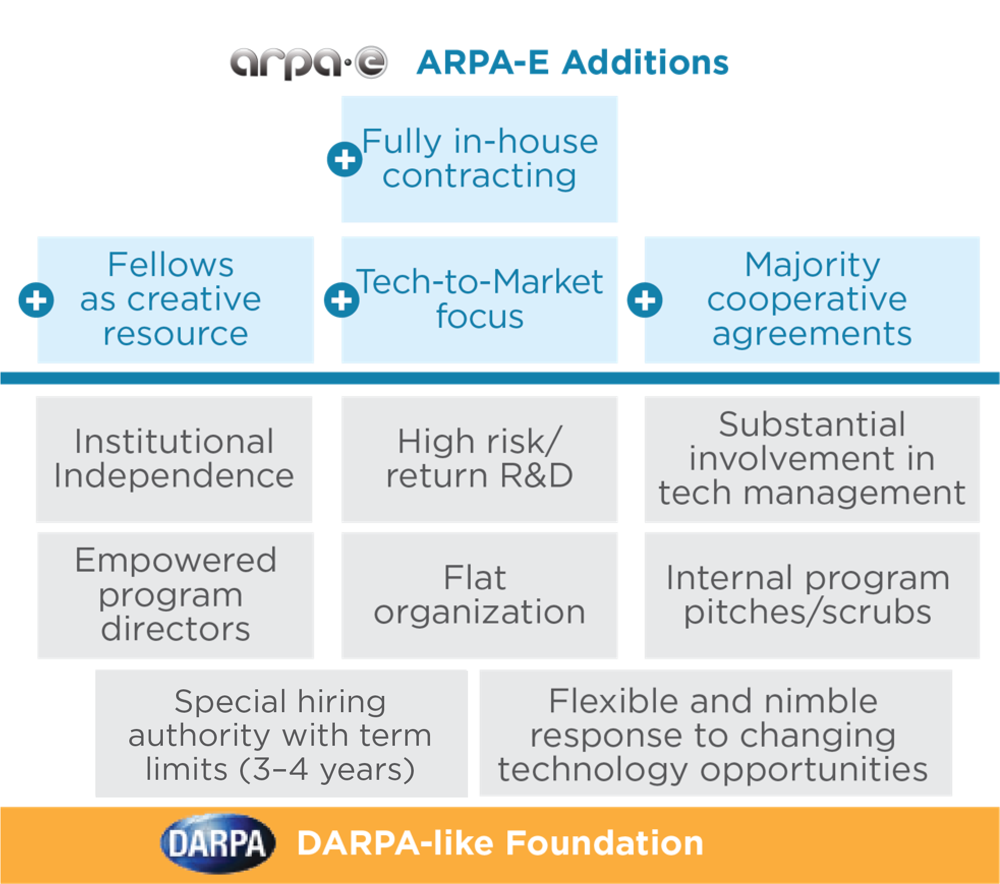 arpa·e ARPA-E Additions
Fully in-house
contracting
Fellows
as creative
resource
Tech-to-Market
focus
Majority
cooperative
agreements
Institutional
Independence
High risk/
return R&D
Substantial
involvement in
tech management
Empowered
program
directors
Flat
organization
Internal program
pitches/scrubs
Special hiring
authority with term
limits (3–4 years)
Flexible and nimble
response to changing
technology opportunities
DARPA DARPA-like Foundation